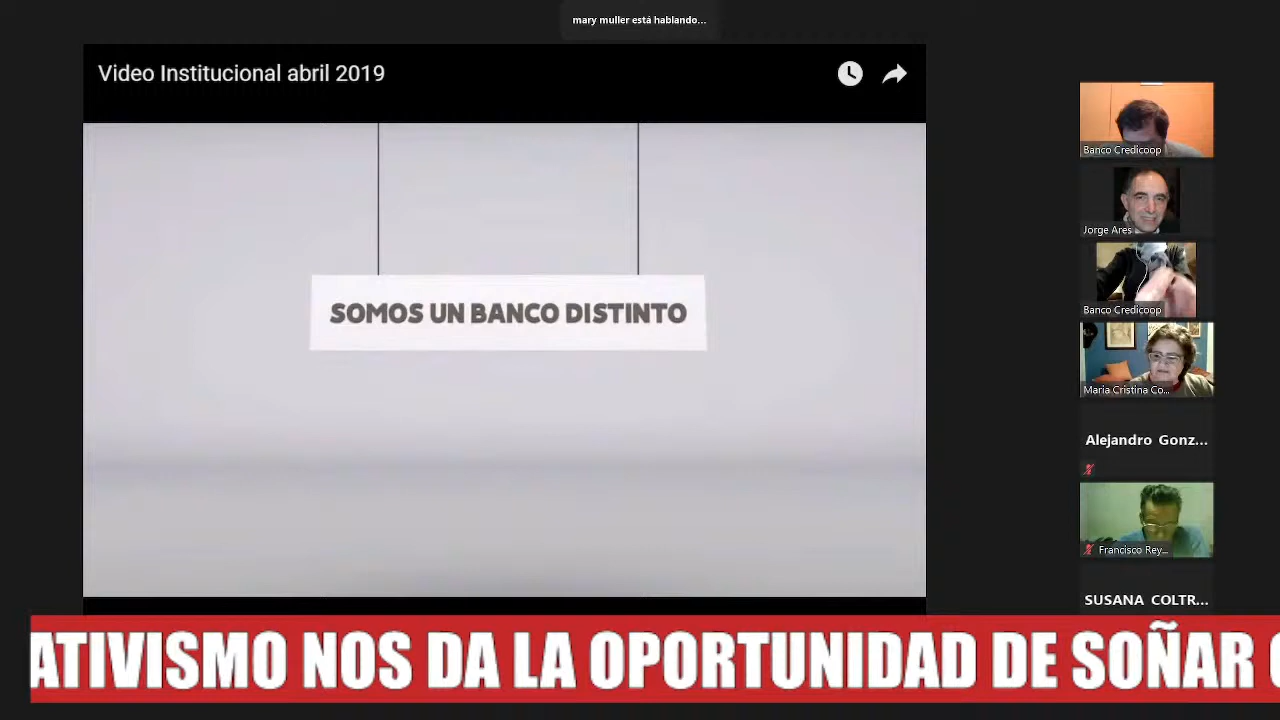 mary muller está hablando...
Video Institucional abril 2019
SOMOS UN BANCO DISTINTO
Banco Credicoop
Jorge Ares
Banco Credicoop
Maria Cristina Co...
Alejandro Gonz...
Francisco Rey...
SUSANA COLTR...
ATIVISMO NOS DA LA OPORTUNIDAD DE SOÑAR